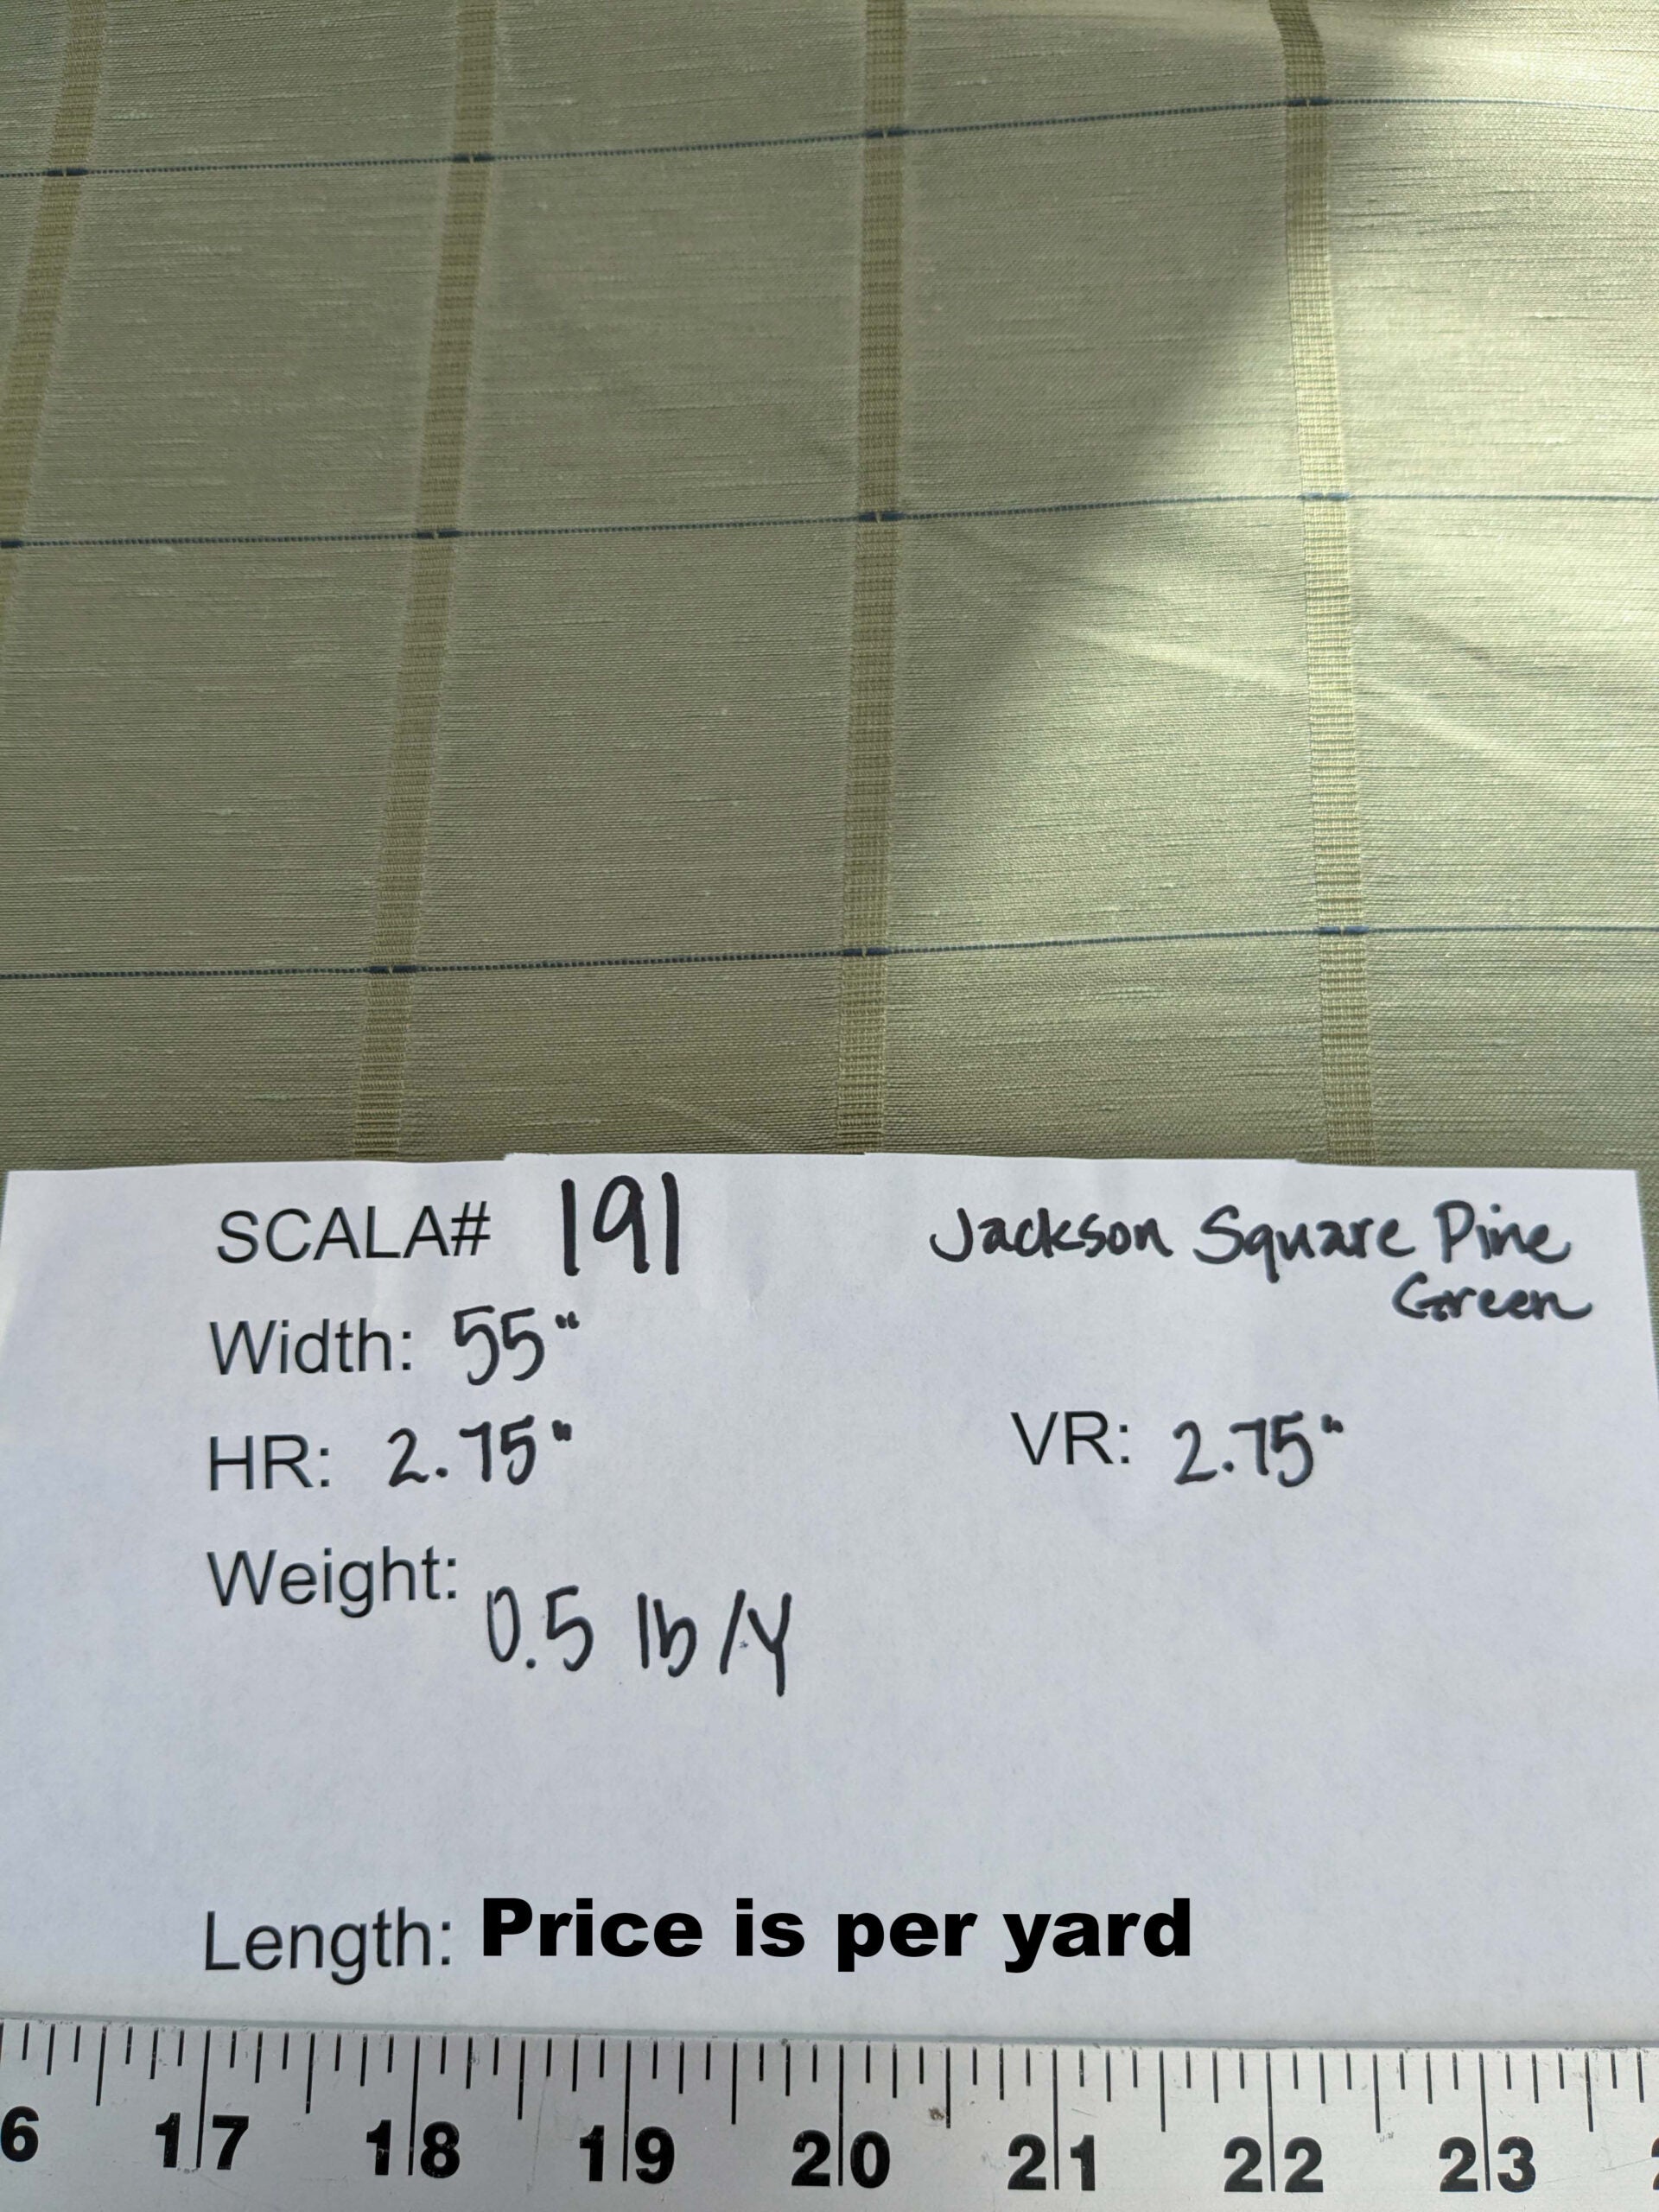 SCALA# 191 Jackson Square Pine
Green
Width: 55"
HR: 2.75" VR: 2.75"
Weight: 0.5 lb/y
Length: Price is per yard
6 17 18 19 20 21 22 23